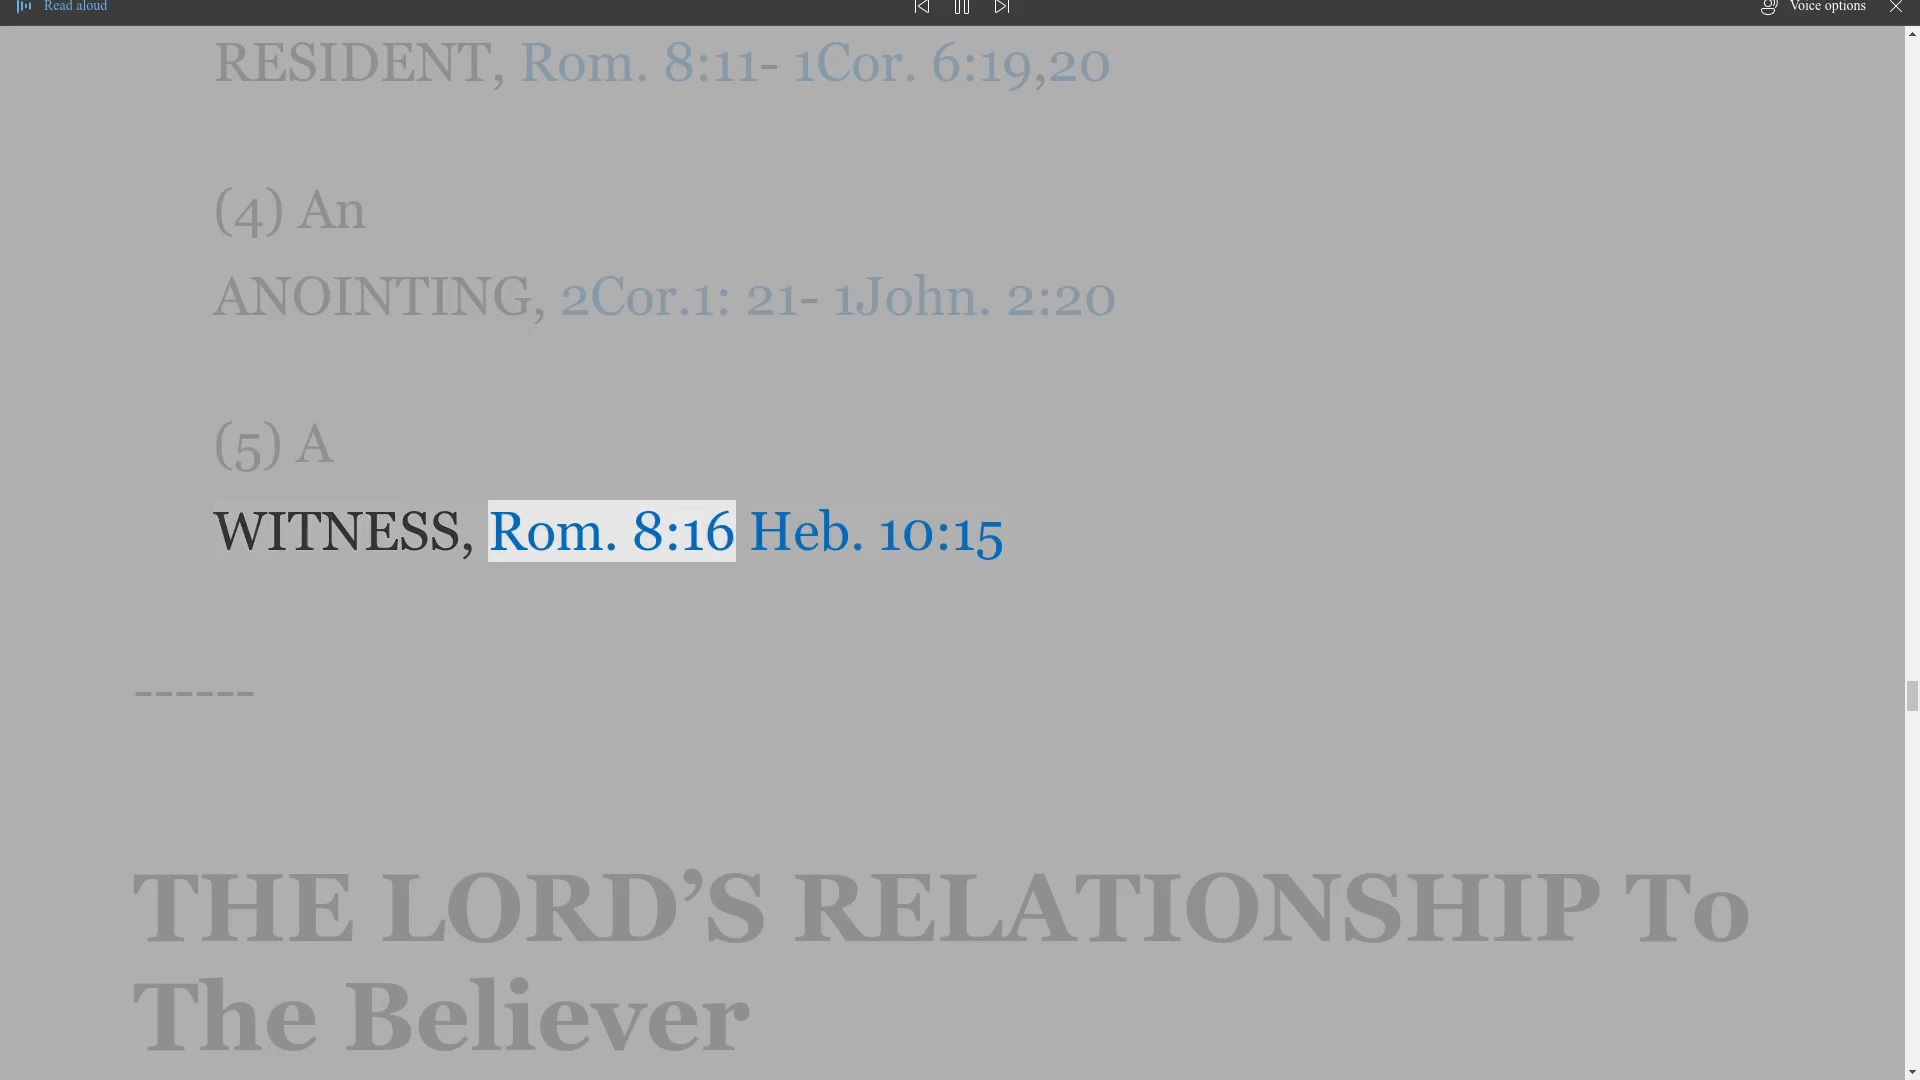 Read aloud
Voice options
RESIDENT, Rom. 8:11- 1Cor. 6:19,20
(4) An
ANOINTING, 2Cor.1: 21- 1John. 2:20
(5) A
WITNESS, Rom. 8:16 Heb. 10:15
------
THE LORD’S RELATIONSHIP To
The Believer